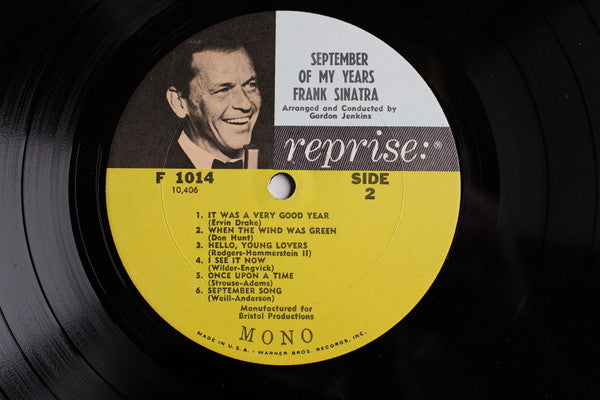 SEPTEMBER
OF MY YEARS
FRANK SINATRA
Arranged and Conducted by
Gordon Jenkins
reprise:®
F 1014
10,406
SIDE
2
1. IT WAS A VERY GOOD YEAR
(Ervin Drake)
2. WHEN THE WIND WAS GREEN
(Don Hunt)
3. HELLO, YOUNG LOVERS
(Rodgers-Hammerstein II)
4. I SEE IT NOW
(Wilder-Engvick)
5. ONCE UPON A TIME
(Strouse-Adams)
6. SEPTEMBER SONG
(Weill-Anderson)
Manufactured for
Bristol Productions
MONO
MADE IN U.S.A. • WARNER BROS. RECORDS, INC.